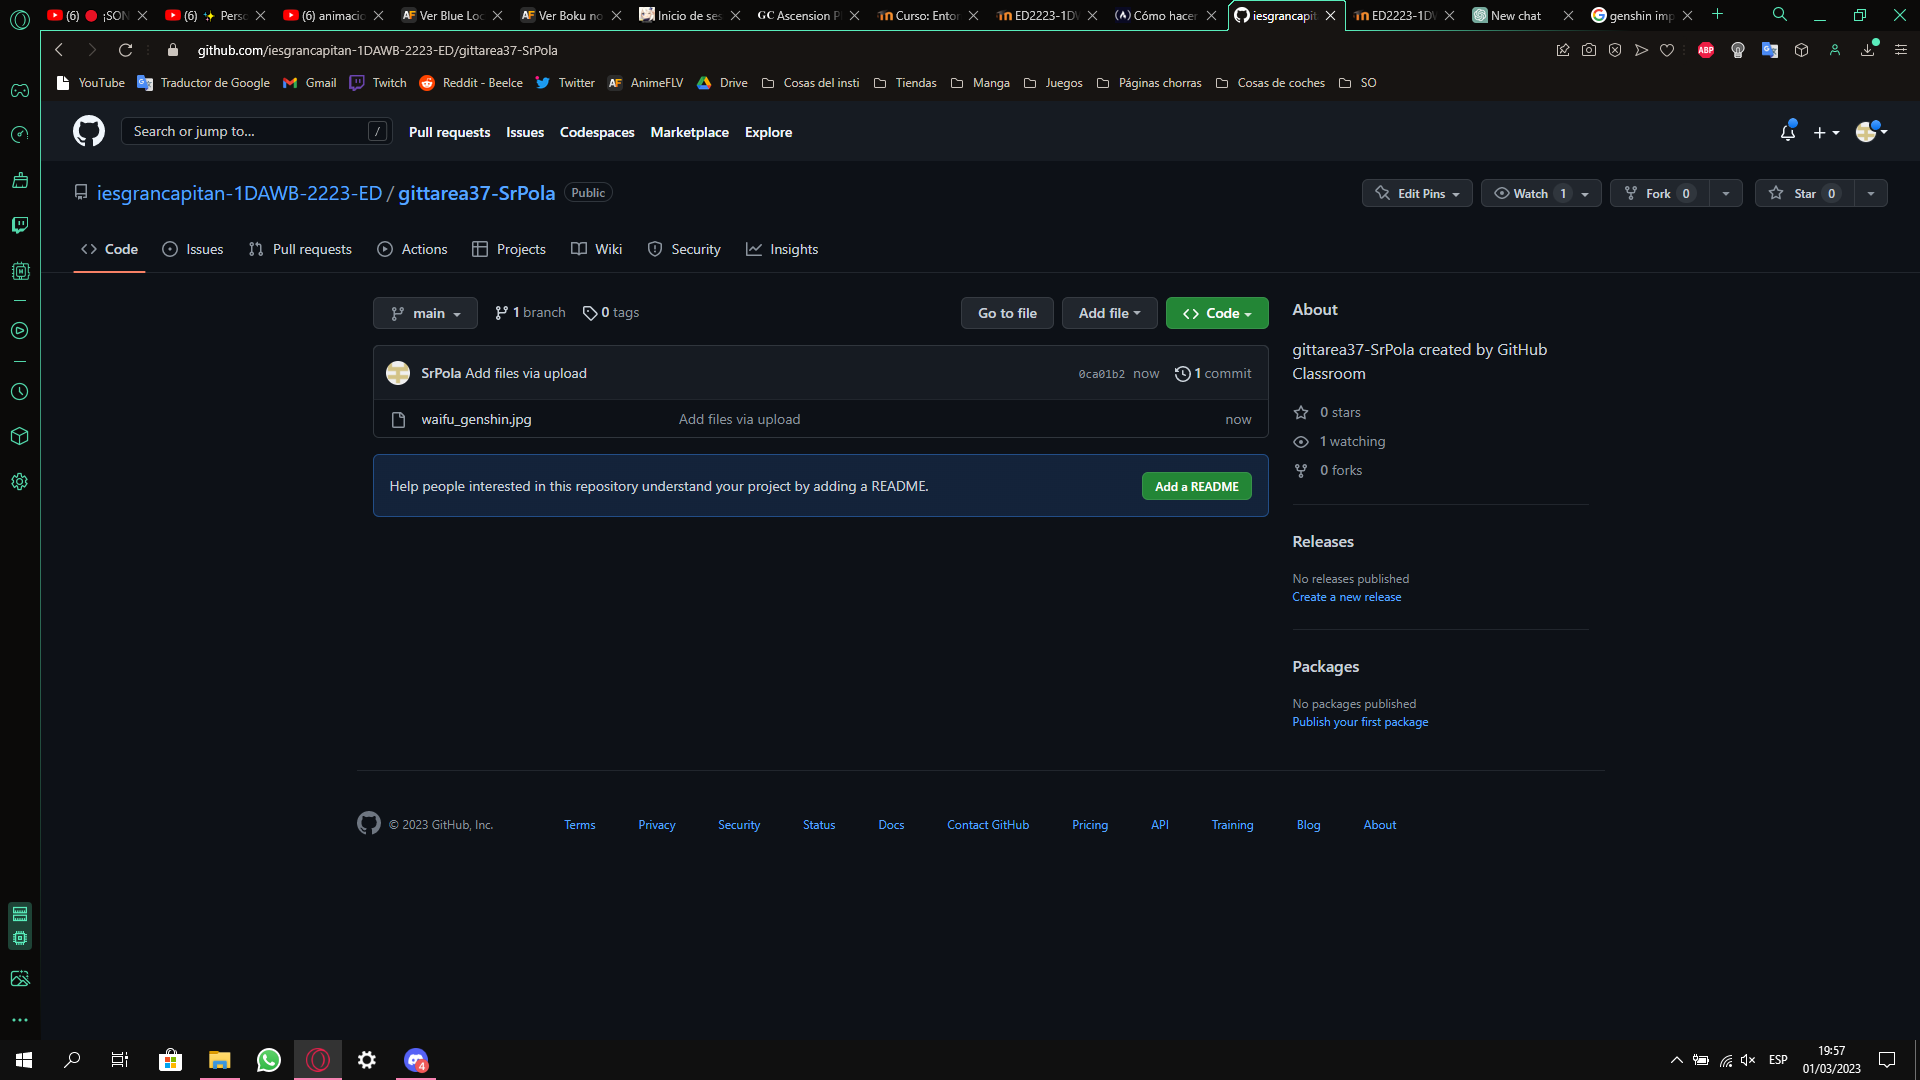 (6) 🔴 ¡SON
(6) ✨ Perso
(6) animacio
AF Ver Blue Loc
AF Ver Boku no
Inicio de ses
GC Ascension P
Curso: Entor
ED2223-1DW
(A) Cómo hacer
iesgrancapit
ED2223-1DW
New chat
genshin imp
github.com/iesgrancapitan-1DAWB-2223-ED/gittarea37-SrPola
ABP
YouTube
Traductor de Google
Gmail
Twitch
Reddit - Beelce
Twitter
AF AnimeFLV
Drive
Cosas del insti
Tiendas
Manga
Juegos
Páginas chorras
Cosas de coches
SO
Search or jump to... /
Pull requests
Issues
Codespaces
Marketplace
Explore
iesgrancapitan-1DAWB-2223-ED / gittarea37-SrPola Public
Edit Pins
Watch 1
Fork 0
Star 0
Code
Issues
Pull requests
Actions
Projects
Wiki
Security
Insights
main
1 branch
0 tags
Go to file
Add file
Code
SrPola Add files via upload
0ca01b2 now
1 commit
waifu_genshin.jpg
Add files via upload
now
Help people interested in this repository understand your project by adding a README.
Add a README
About
gittarea37-SrPola created by GitHub
Classroom
0 stars
1 watching
0 forks
Releases
No releases published
Create a new release
Packages
No packages published
Publish your first package
© 2023 GitHub, Inc.
Terms
Privacy
Security
Status
Docs
Contact GitHub
Pricing
API
Training
Blog
About
4
ESP
19:57
01/03/2023